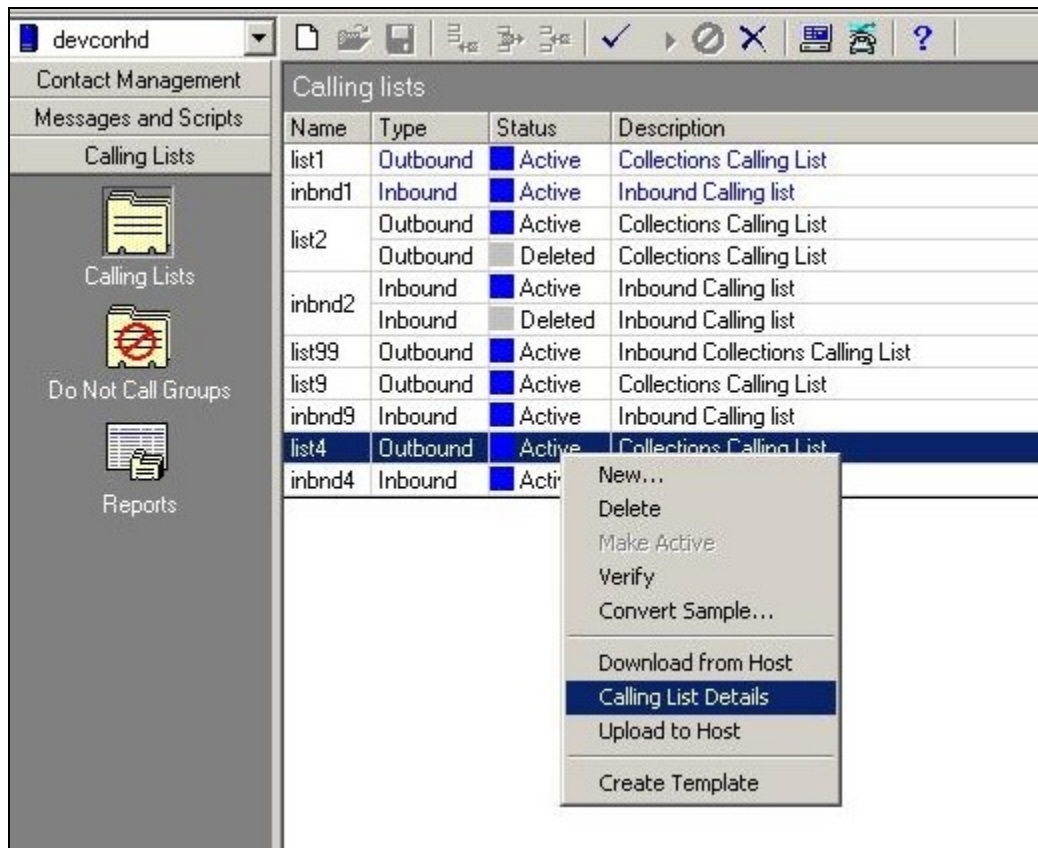 devconhd
Contact Management
Messages and Scripts
Calling Lists
Calling Lists
Do Not Call Groups
Reports
?
Calling lists
Name Type Status Description
list1 Outbound Active Collections Calling List
inbnd1 Inbound Active Inbound Calling list
list2 Outbound Active Collections Calling List
Outbound Deleted Collections Calling List
inbnd2 Inbound Active Inbound Calling list
Inbound Deleted Inbound Calling list
list99 Outbound Active Inbound Collections Calling List
list9 Outbound Active Collections Calling List
inbnd9 Inbound Active Inbound Calling list
list4 Outbound Active Collections Calling List
inbnd4 Inbound Acti
New...
Delete
Make Active
Verify
Convert Sample...
Download from Host
Calling List Details
Upload to Host
Create Template